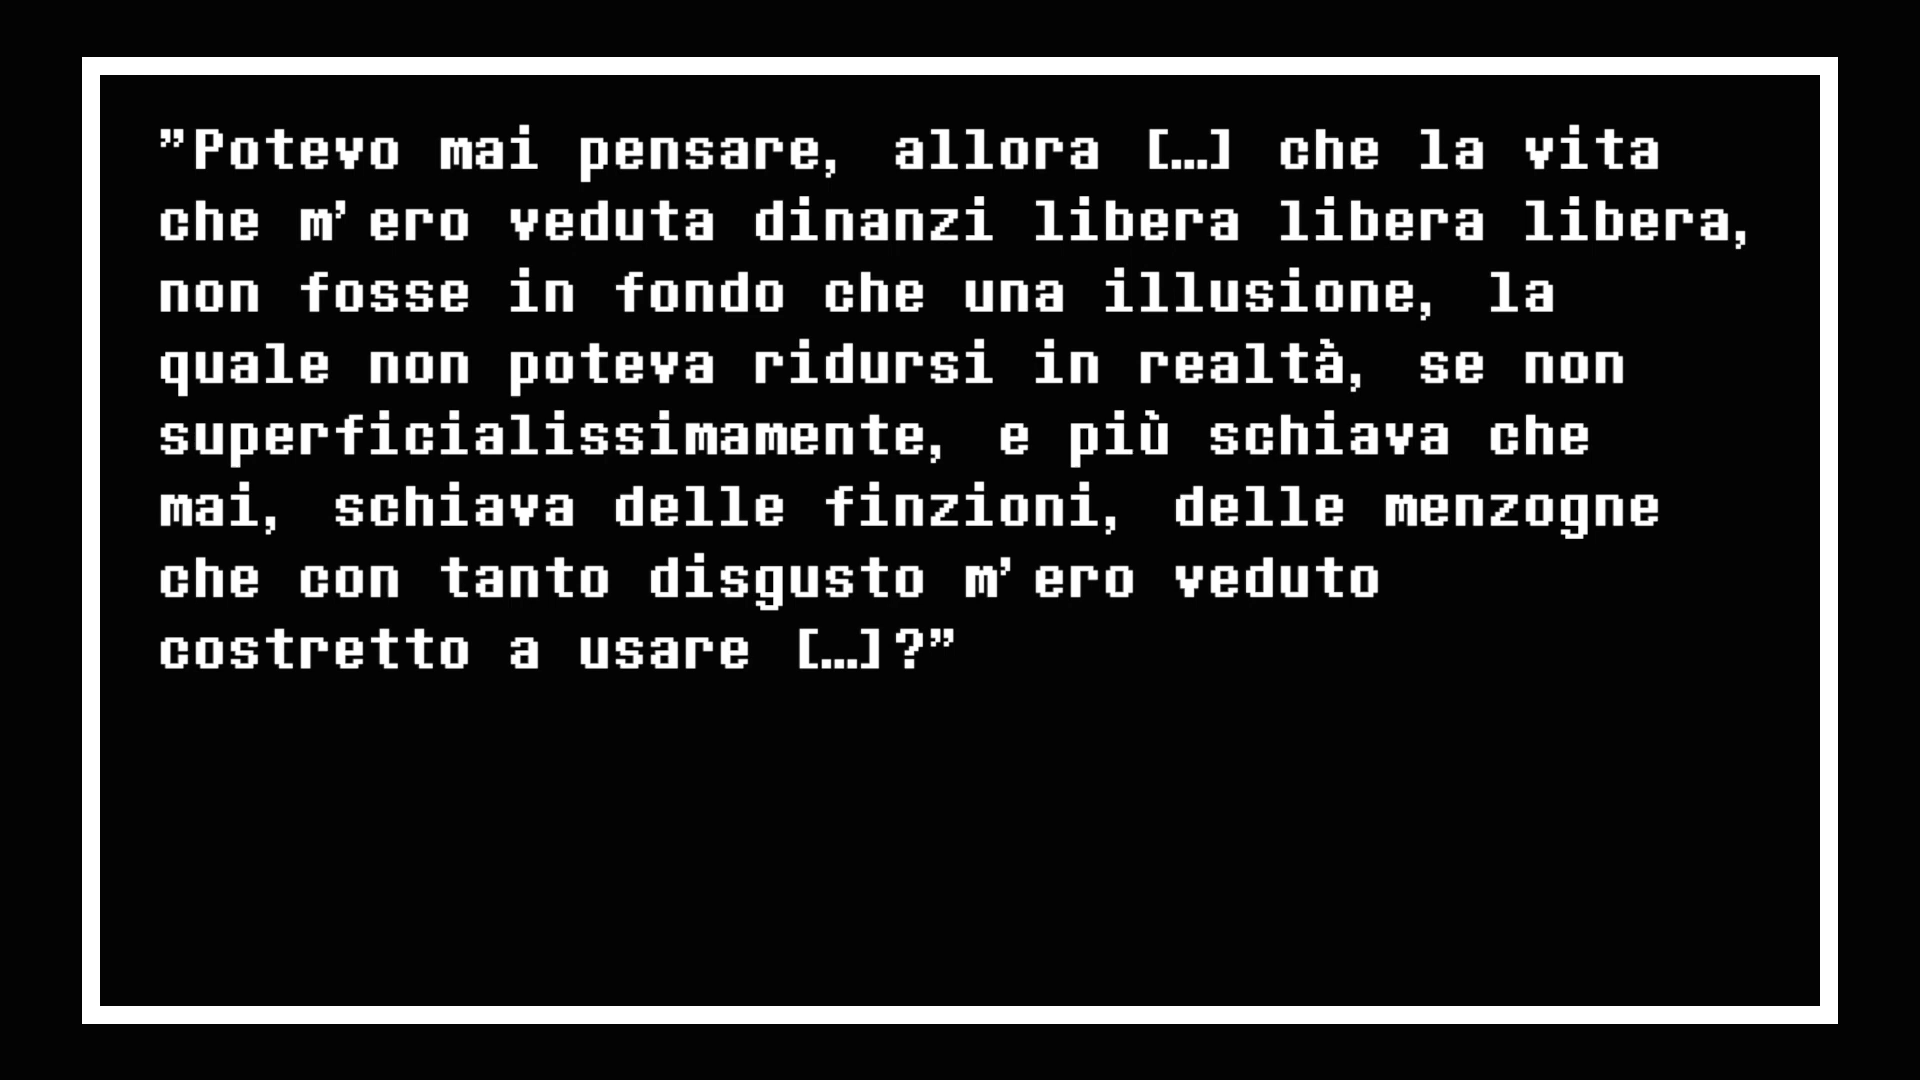 ”Potevo mai pensare, allora […] che la vita
che m’ero veduta dinanzi libera libera libera,
non fosse in fondo che una illusione, la
quale non poteva ridursi in realtà, se non
superficialissimamente, e più schiava che
mai, schiava delle finzioni, delle menzogne
che con tanto disgusto m’ero veduto
costretto a usare […]?”